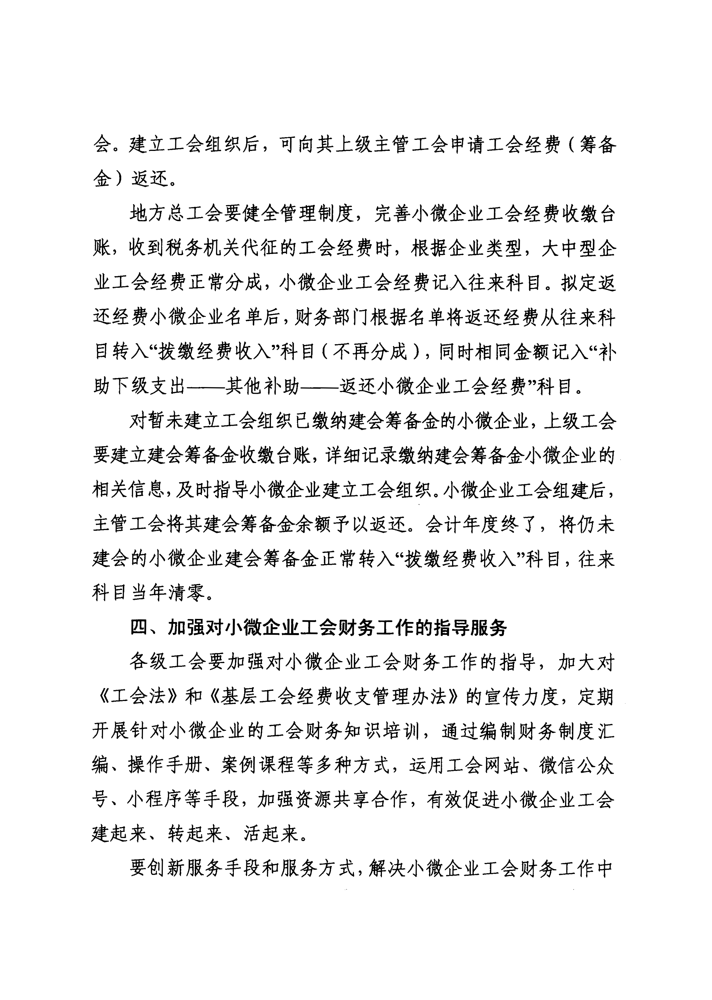 会。建立工会组织后，可向其上级主管工会申请工会经费（筹备
金）返还。
地方总工会要健全管理制度，完善小微企业工会经费收缴台
账，收到税务机关代征的工会经费时，根据企业类型，大中型企
业工会经费正常分成，小微企业工会经费记入往来科目。拟定返
还经费小微企业名单后，财务部门根据名单将返还经费从往来科
目转入“拨缴经费收入”科目（不再分成），同时相同金额记入“补
助下级支出——其他补助——返还小微企业工会经费”科目。
对暂未建立工会组织已缴纳建会筹备金的小微企业，上级工会
要建立建会筹备金收缴台账，详细记录缴纳建会筹备金小微企业的
相关信息，及时指导小微企业建立工会组织。小微企业工会组建后，
主管工会将其建会筹备金余额予以返还。会计年度终了，将仍未
建会的小微企业建会筹备金正常转入“拨缴经费收入”科目，往来
科目当年清零。
四、加强对小微企业工会财务工作的指导服务
各级工会要加强对小微企业工会财务工作的指导，加大对
《工会法》和《基层工会经费收支管理办法》的宣传力度，定期
开展针对小微企业的工会财务知识培训，通过编制财务制度汇
编、操作手册、案例课程等多种方式，运用工会网站、微信公众
号、小程序等手段，加强资源共享合作，有效促进小微企业工会
建起来、转起来、活起来。
要创新服务手段和服务方式，解决小微企业工会财务工作中